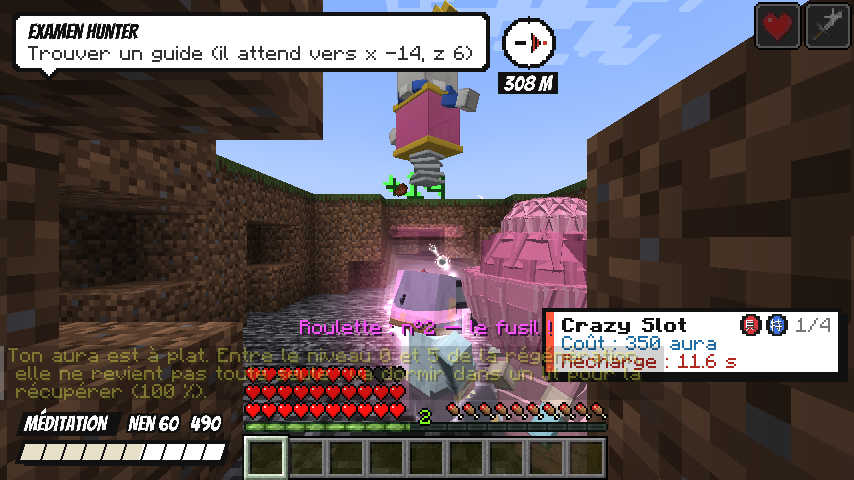 EXAMEN HUNTER
Trouver un guide (il attend vers x -14, z 6)
308 M
Roulette : n°2 — le fusil !
Crazy Slot
1/4
Coût : 350 aura
Recharge : 11.6 s
Ton aura est à plat. Entre le niveau 0 et 5 de la régénération,
elle ne revient pas toute dormir dans un lit pour la
récupérer (100 %).
MÉDITATION NEN 60 490
2